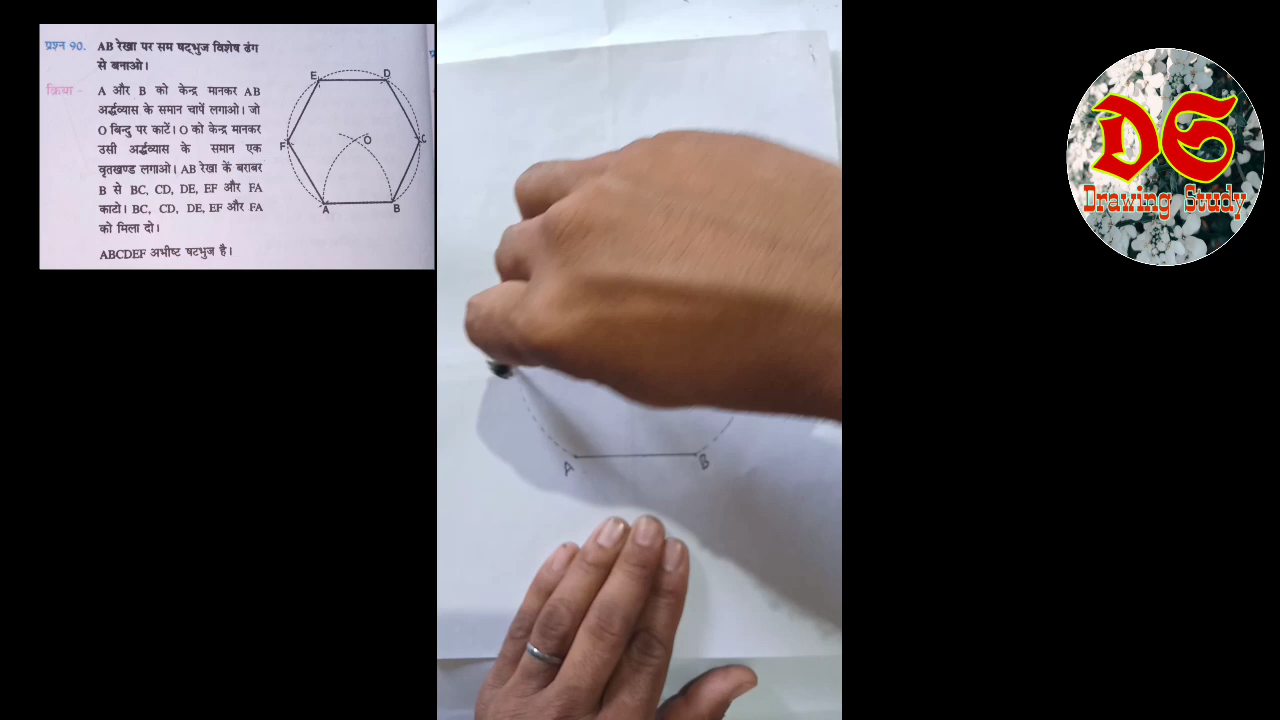 प्रश्न 90. AB रेखा पर सम षट्भुज विशेष ढंग
से बनाओ।
क्रिया - A और B को केन्द्र मानकर AB
अर्द्धव्यास के समान चापें लगाओ। जो
O बिन्दु पर काटें। O को केन्द्र मानकर
उसी अर्द्धव्यास के समान एक
वृतखण्ड लगाओ। AB रेखा कें बराबर
B से BC, CD, DE, EF और FA
काटो। BC, CD, DE, EF और FA
को मिला दो।
ABCDEF अभीष्ट षटभुज है।
E D
O
F C
A B
DS
Drawing Study
A B